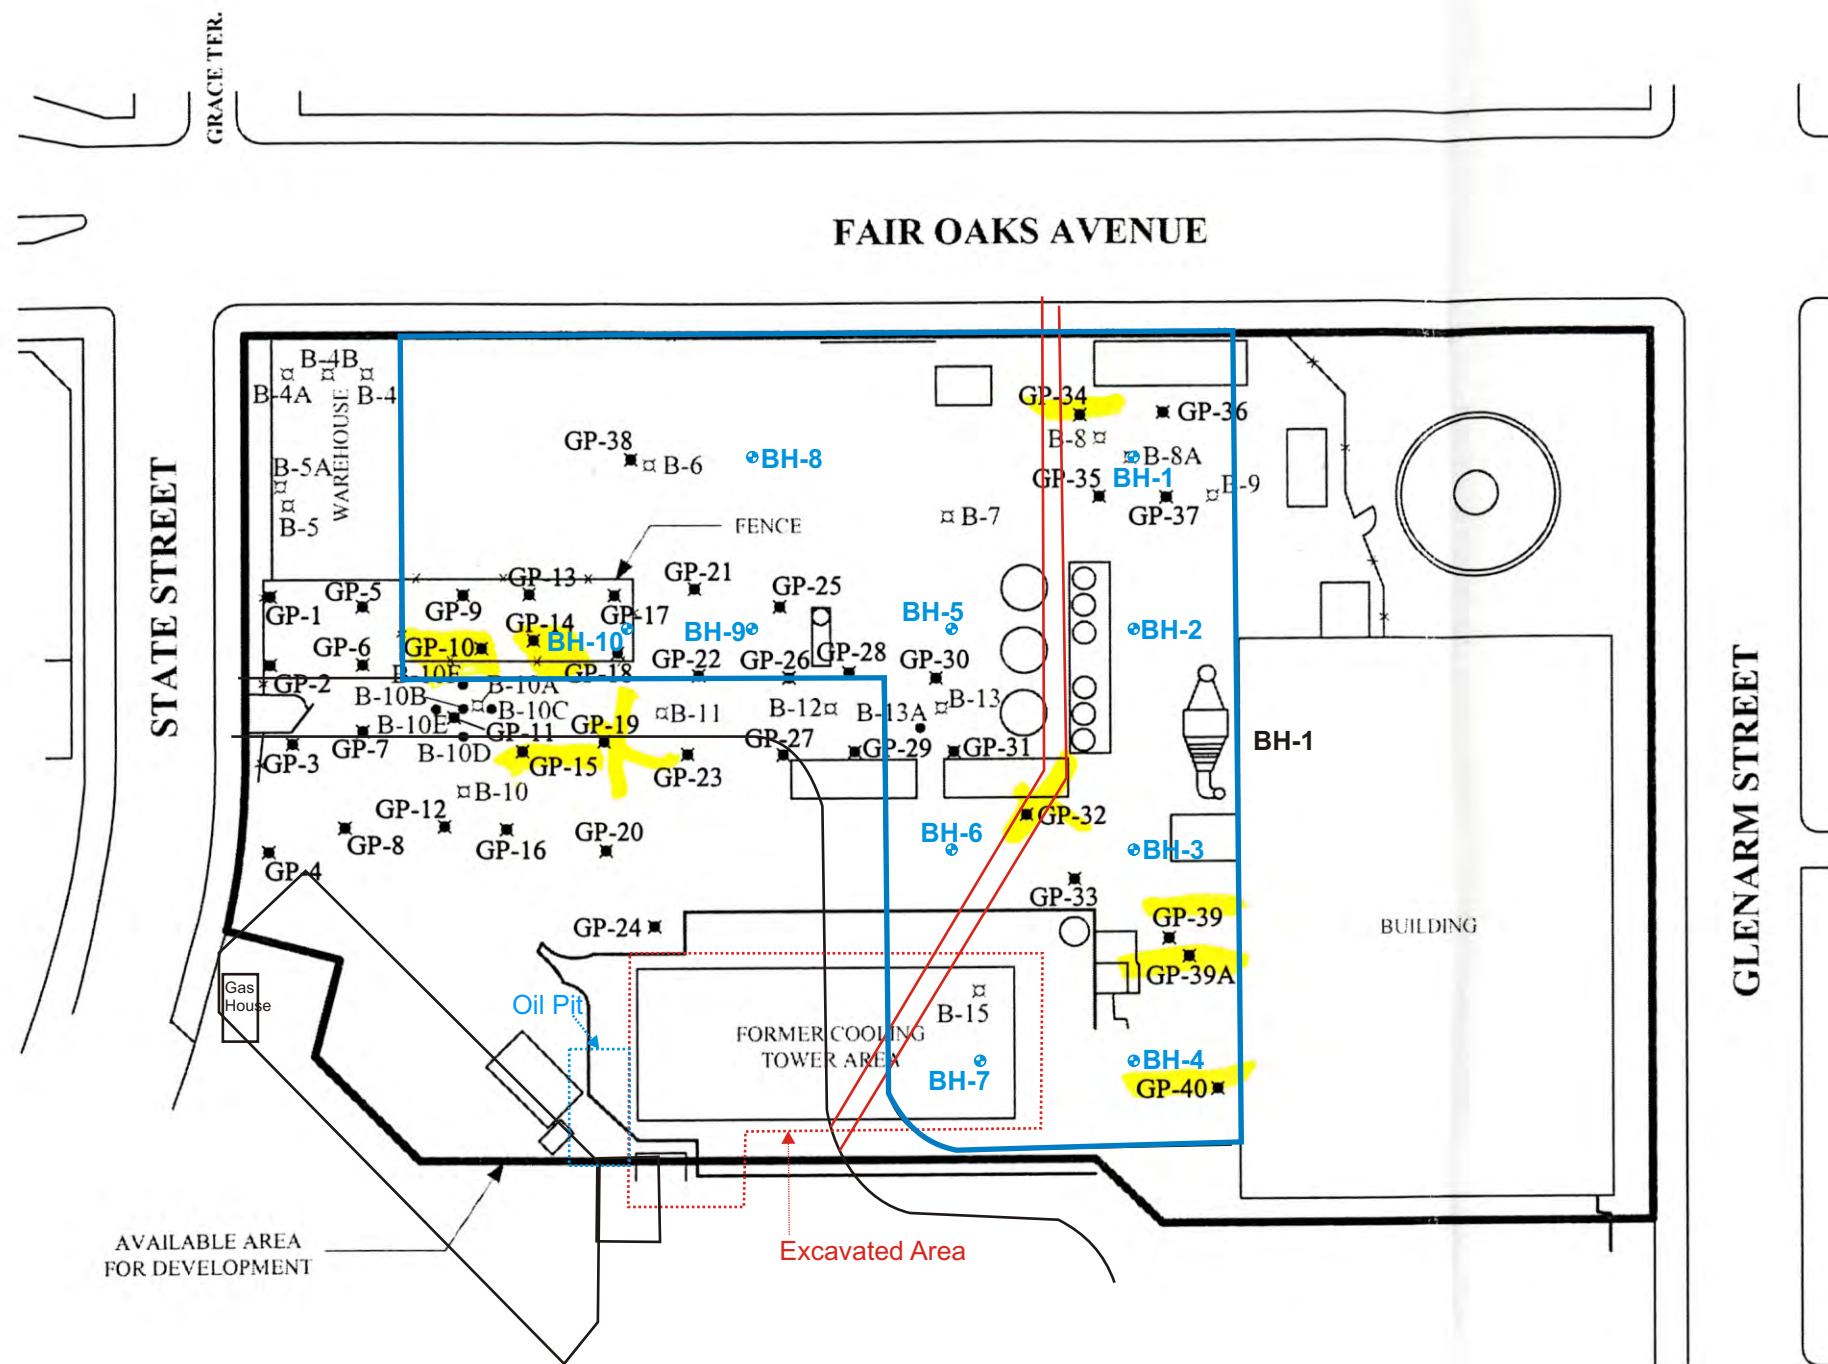 GRACE TER.
FAIR OAKS AVENUE
B-4B
B-4A
B-4
WAREHOUSE
B-5A
B-5
GP-34
GP-36
B-8
B-8A
GP-38
B-6
BH-8
GP-35
BH-1
B-9
GP-37
B-7
FENCE
STATE STREET
GP-1
GP-5
GP-9
GP-13
GP-17
GP-21
GP-25
BH-5
BH-2
GP-14
BH-10
BH-9
GP-6
GP-10
GP-18
GP-22
GP-26
GP-28
GP-30
GP-2
B-10A
B-10B
B-10C
B-11
B-12
B-13A
B-13
B-10E
GP-11
GP-19
BH-1
GP-3
GP-7
B-10D
GP-15
GP-23
GP-27
GP-29
GP-31
B-10
GP-12
GP-32
GP-8
GP-16
GP-20
BH-6
BH-3
GP-4
GP-33
GP-24
GP-39
BUILDING
GLENARM STREET
GP-39A
Gas
House
Oil Pit
B-15
FORMER COOLING
TOWER AREA
BH-7
BH-4
GP-40
AVAILABLE AREA
FOR DEVELOPMENT
Excavated Area